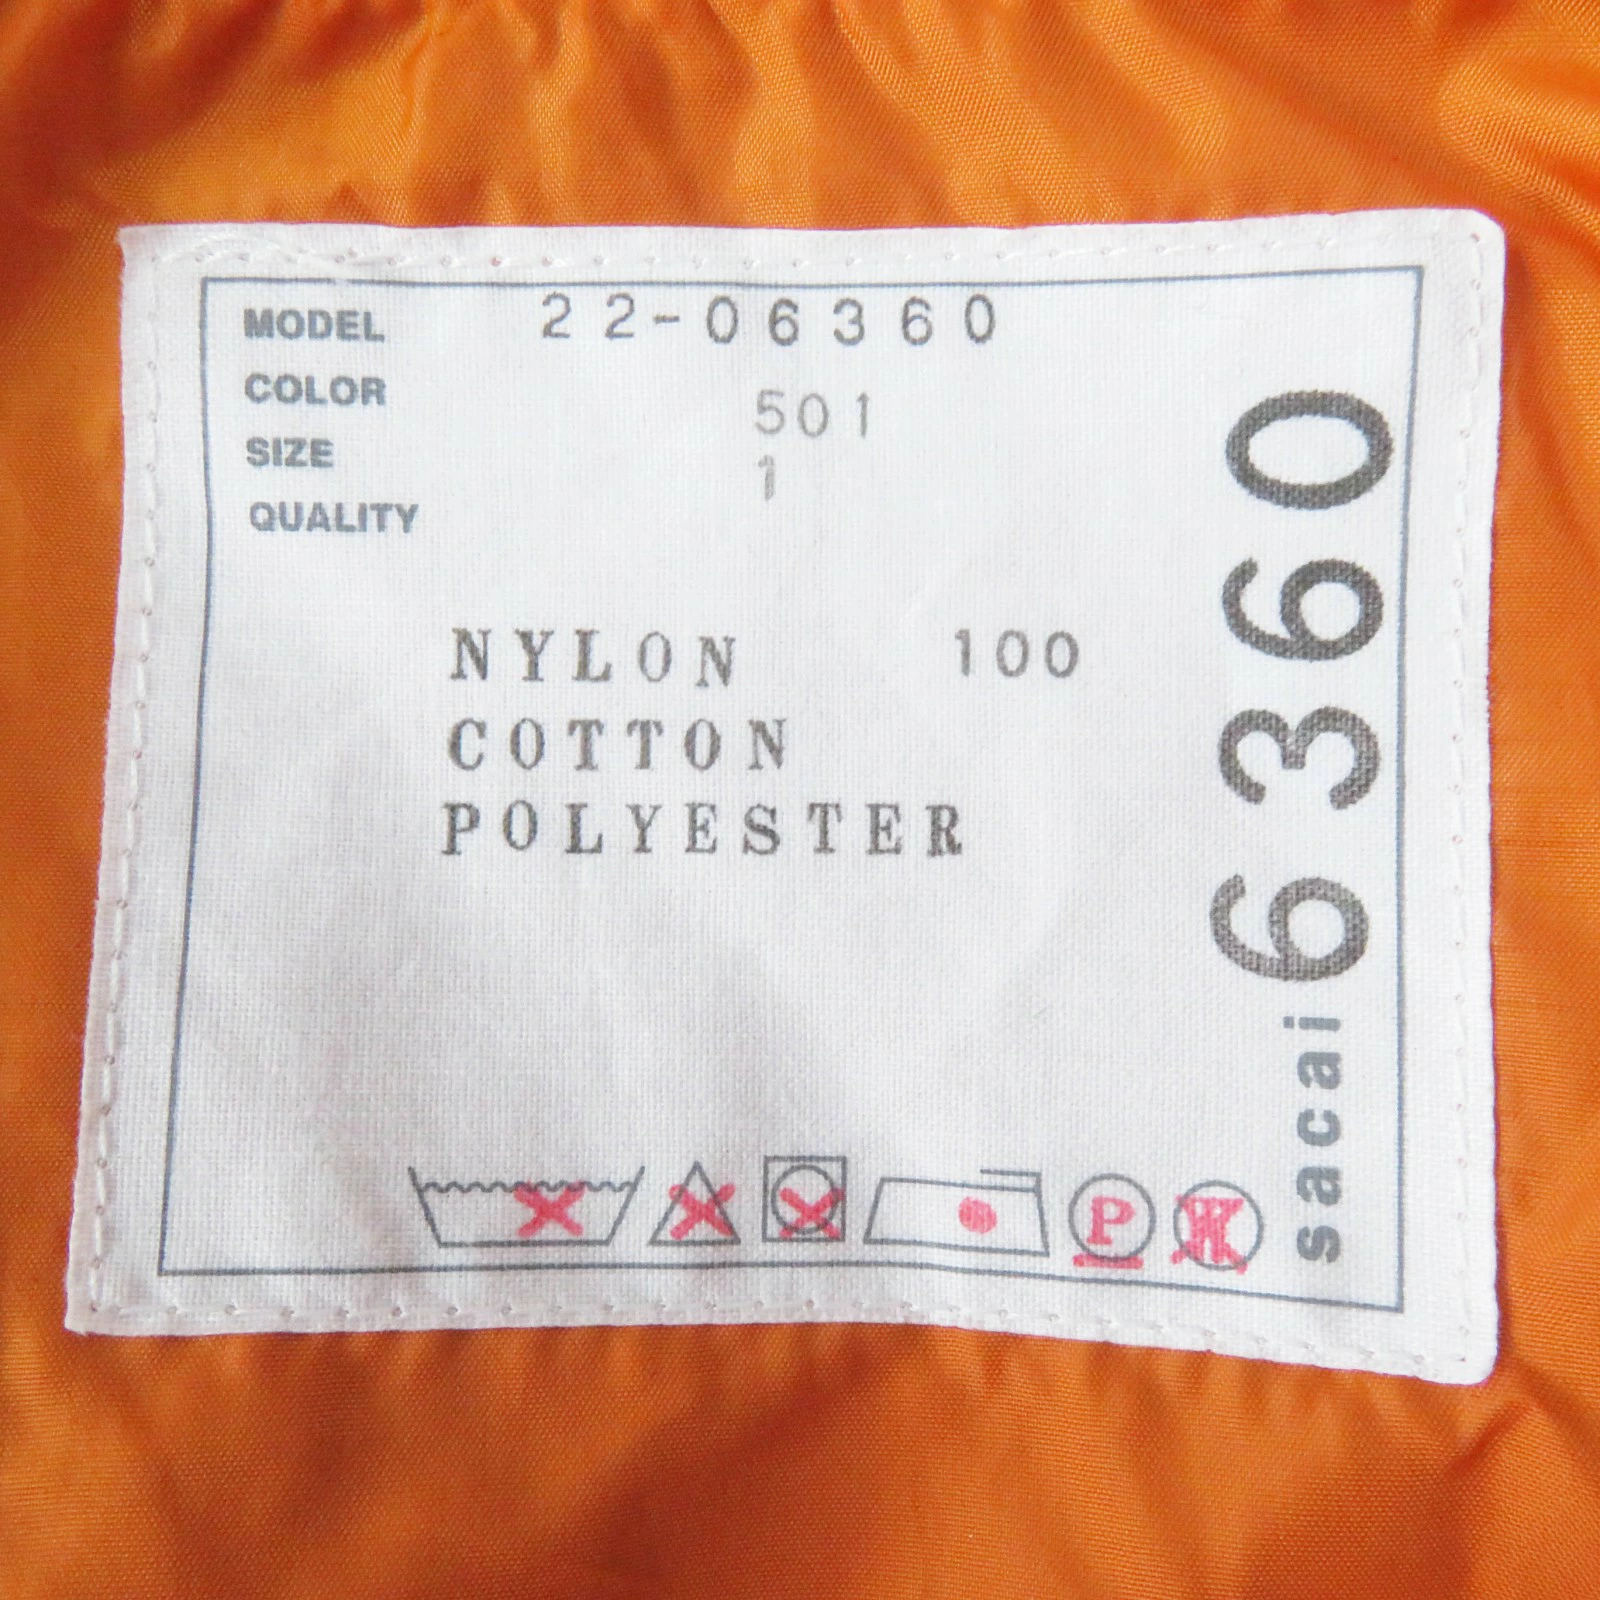 MODEL 22-06360
COLOR 501
SIZE 1
QUALITY
NYLON 100
COTTON
POLYESTER
P
W
sacai 6360